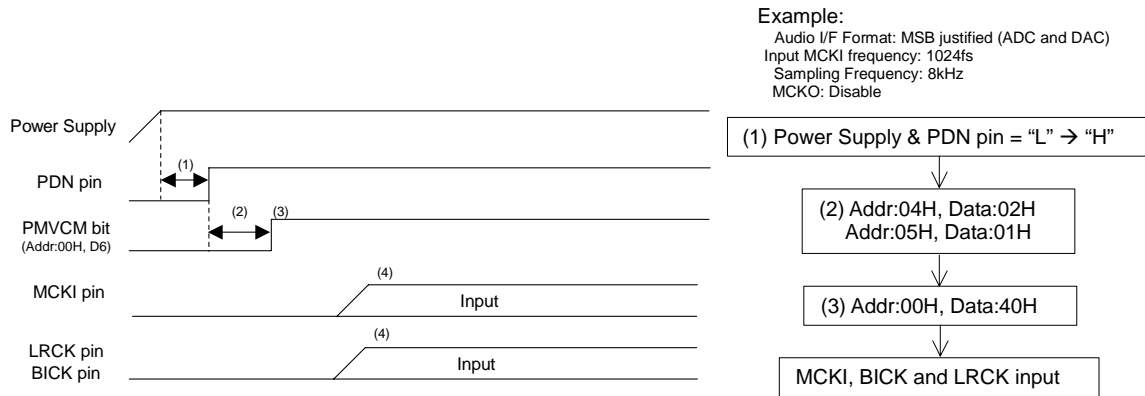 Example:
Audio I/F Format: MSB justified (ADC and DAC)
Input MCKI frequency: 1024fs
Sampling Frequency: 8kHz
MCKO: Disable
Power Supply
(1)
PDN pin
(2)
(3)
PMVCM bit
(Addr:00H, D6)
(4)
MCKI pin
Input
(4)
LRCK pin
BICK pin
Input
(1) Power Supply & PDN pin = “L” → “H”
(2) Addr:04H, Data:02H
Addr:05H, Data:01H
(3) Addr:00H, Data:40H
MCKI, BICK and LRCK input